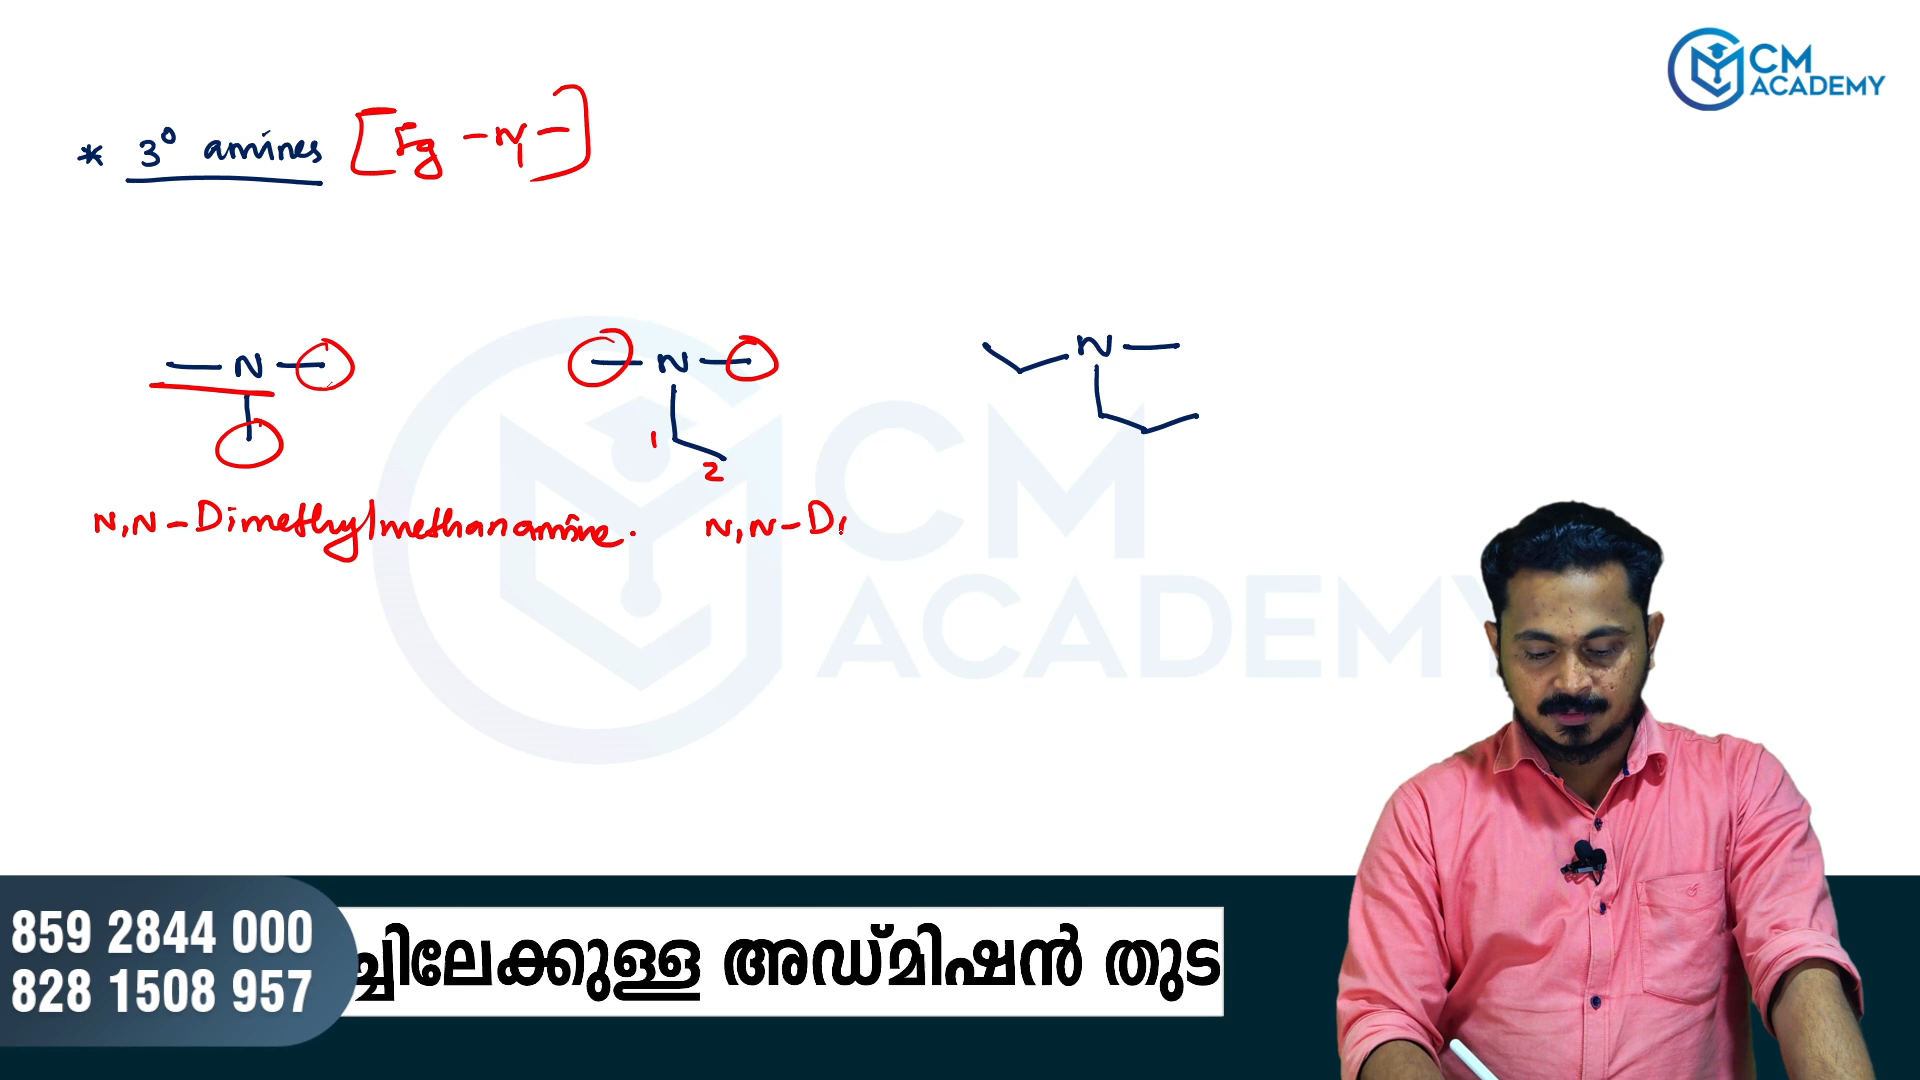 CM
ACADEMY
* 3° amines [Fg -N-]
N
N
N
1
2
N,N-Dimethylmethanamine.
N,N-Di
CM
ACADEMY
859 2844 000
828 1508 957
ച്ചിലേക്കുള്ള അഡ്മിഷൻ തുട